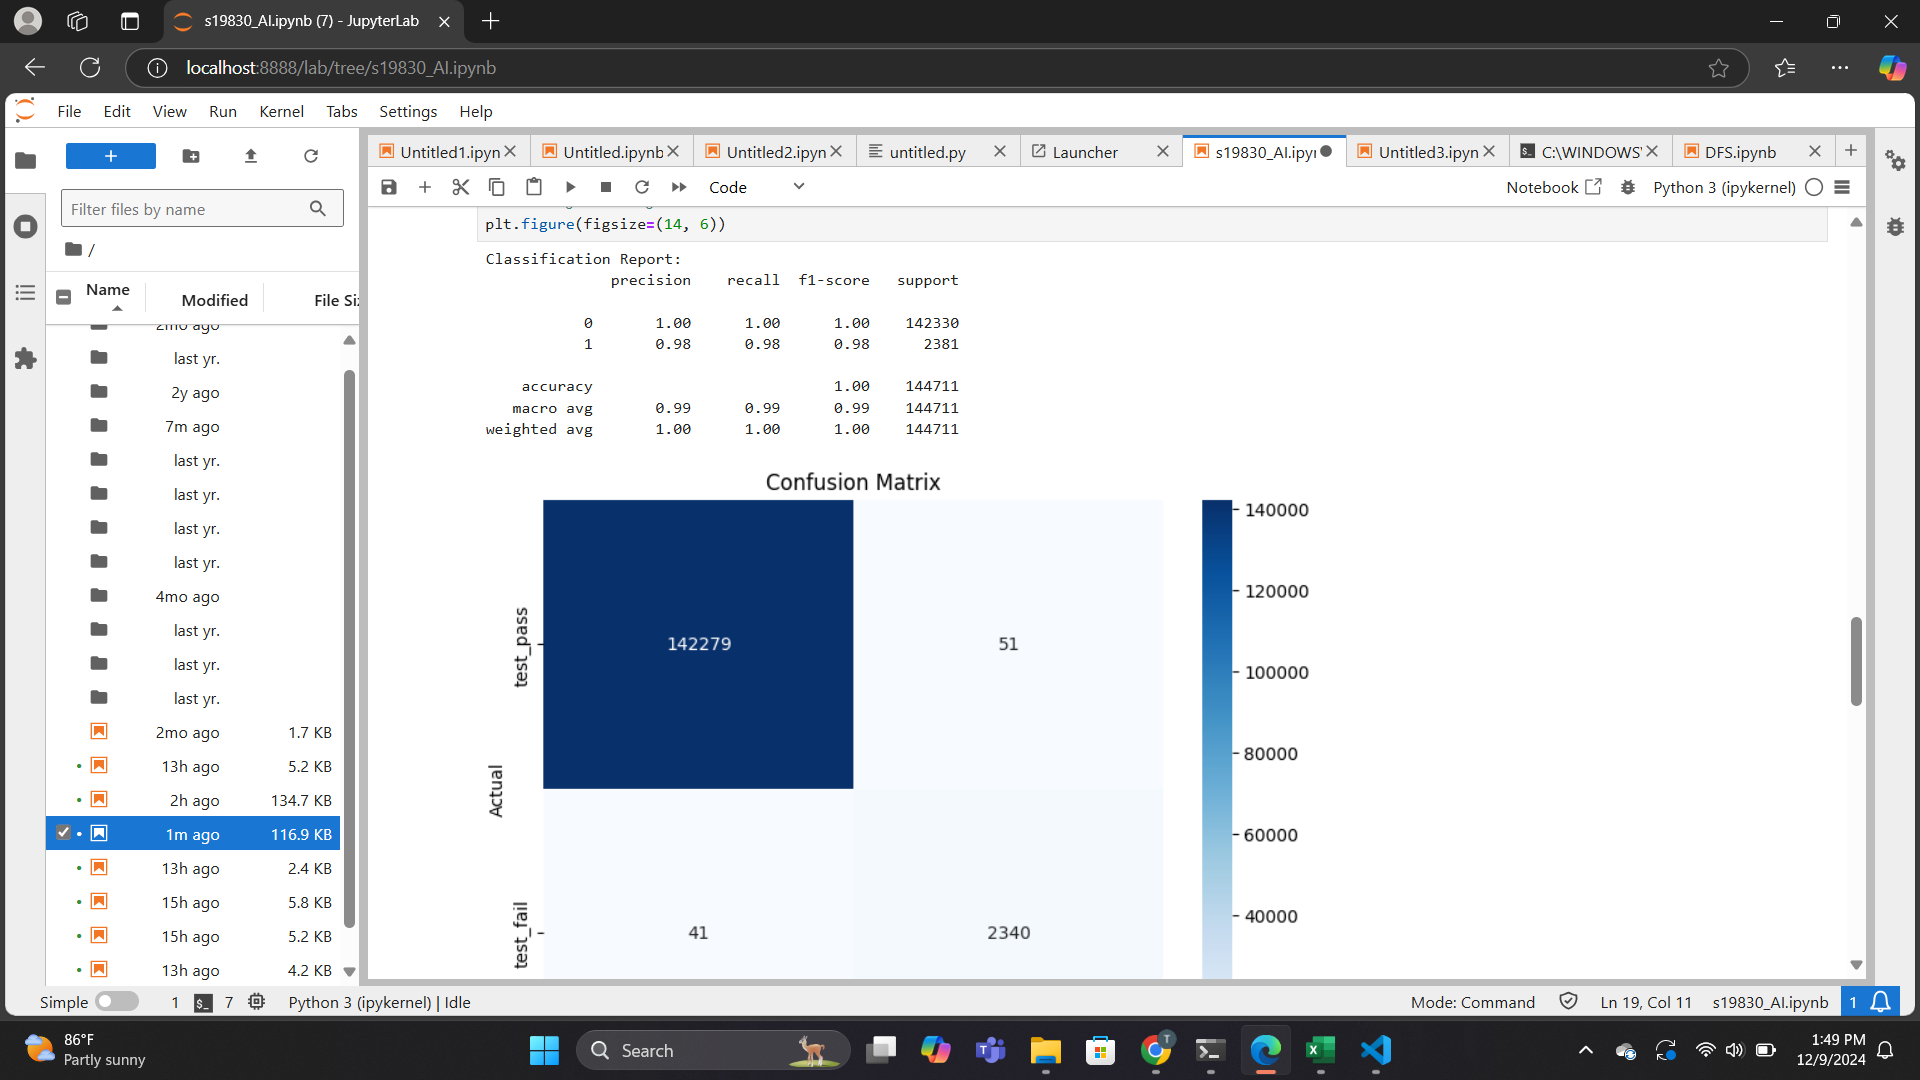 s19830_AI.ipynb (7) - JupyterLab
localhost:8888/lab/tree/s19830_AI.ipynb
File Edit View Run Kernel Tabs Settings Help
Untitled1.ipyn Untitled.ipynb Untitled2.ipyn untitled.py Launcher s19830_AI.ipyr Untitled3.ipyn C:\WINDOWS' DFS.ipynb
Code Notebook Python 3 (ipykernel)
Filter files by name
/
Name Modified File Siz
2mo ago
last yr.
2y ago
7m ago
last yr.
last yr.
last yr.
last yr.
4mo ago
last yr.
last yr.
last yr.
2mo ago 1.7 KB
13h ago 5.2 KB
2h ago 134.7 KB
1m ago 116.9 KB
13h ago 2.4 KB
15h ago 5.8 KB
15h ago 5.2 KB
13h ago 4.2 KB
plt.figure(figsize=(14, 6))
Classification Report:
precision recall f1-score support
0 1.00 1.00 1.00 142330
1 0.98 0.98 0.98 2381
accuracy 1.00 144711
macro avg 0.99 0.99 0.99 144711
weighted avg 1.00 1.00 1.00 144711
Confusion Matrix
Actual
test_pass
142279 51
test_fail
41 2340
140000
120000
100000
80000
60000
40000
Simple 1 7 Python 3 (ipykernel) | Idle Mode: Command Ln 19, Col 11 s19830_AI.ipynb 1
86°F
Partly sunny
Search
1:49 PM
12/9/2024